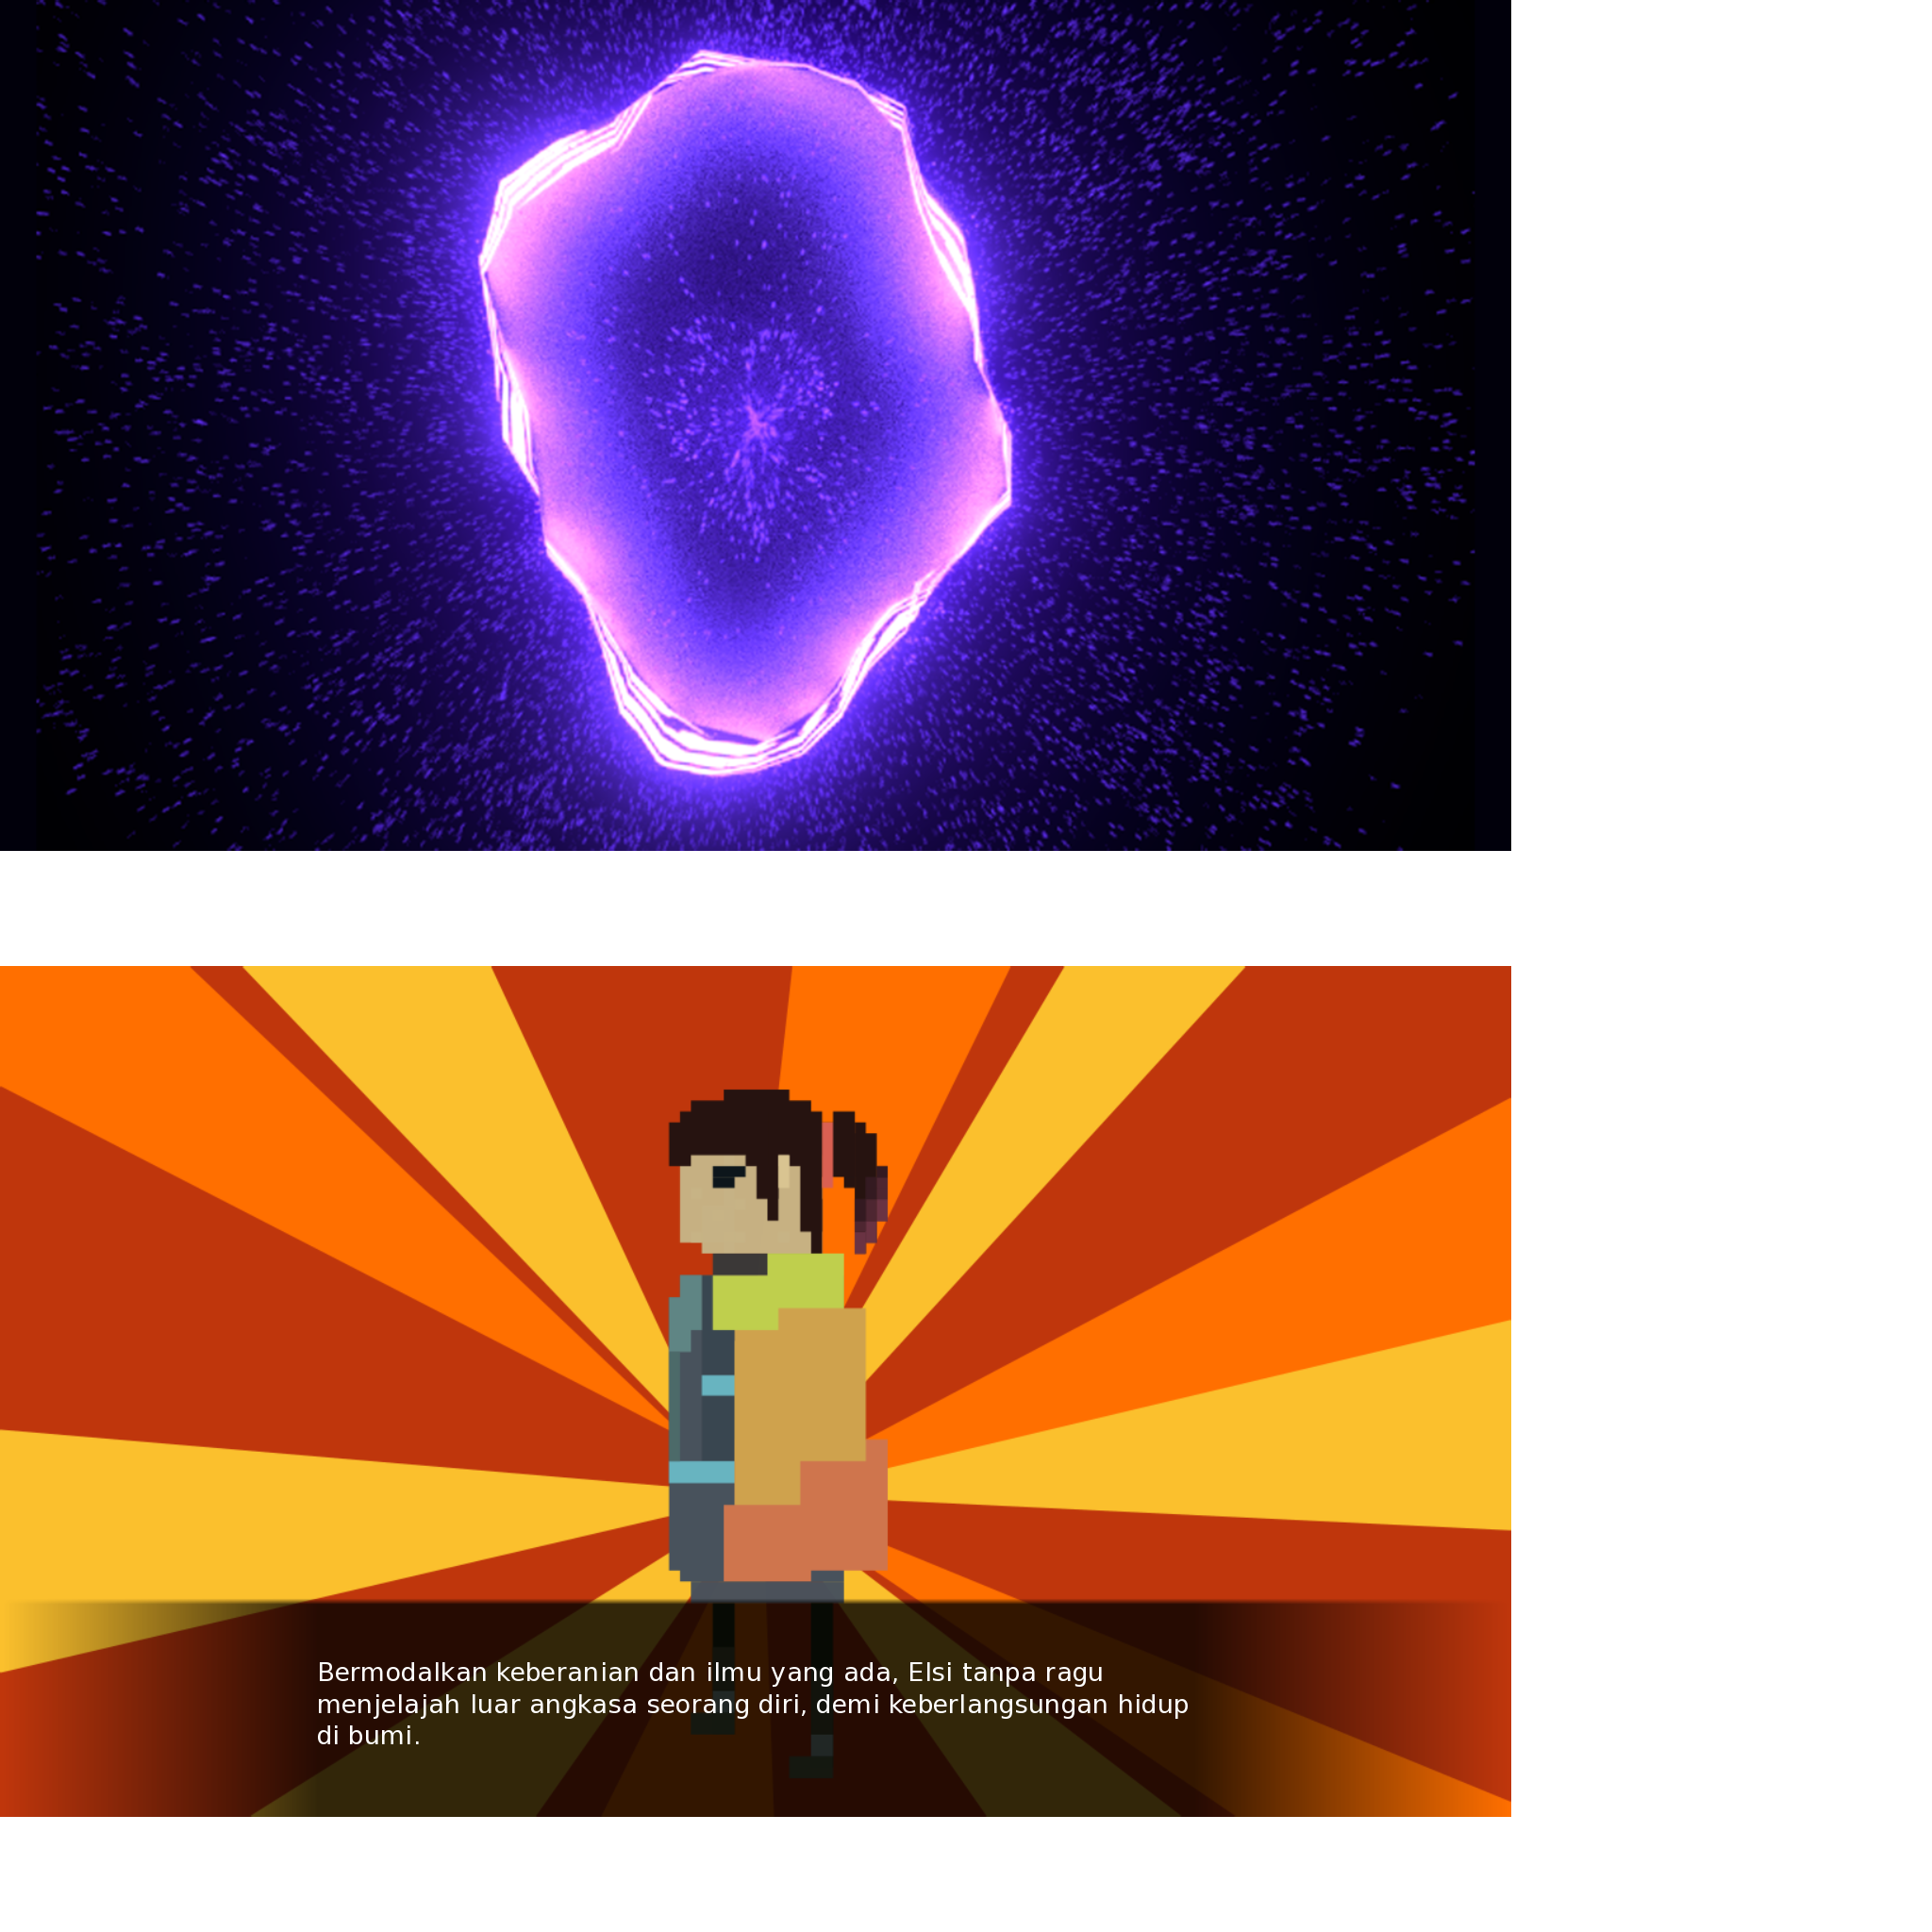 Bermodalkan keberanian dan ilmu yang ada, Elsi tanpa ragu
menjelajah luar angkasa seorang diri, demi keberlangsungan hidup
di bumi.